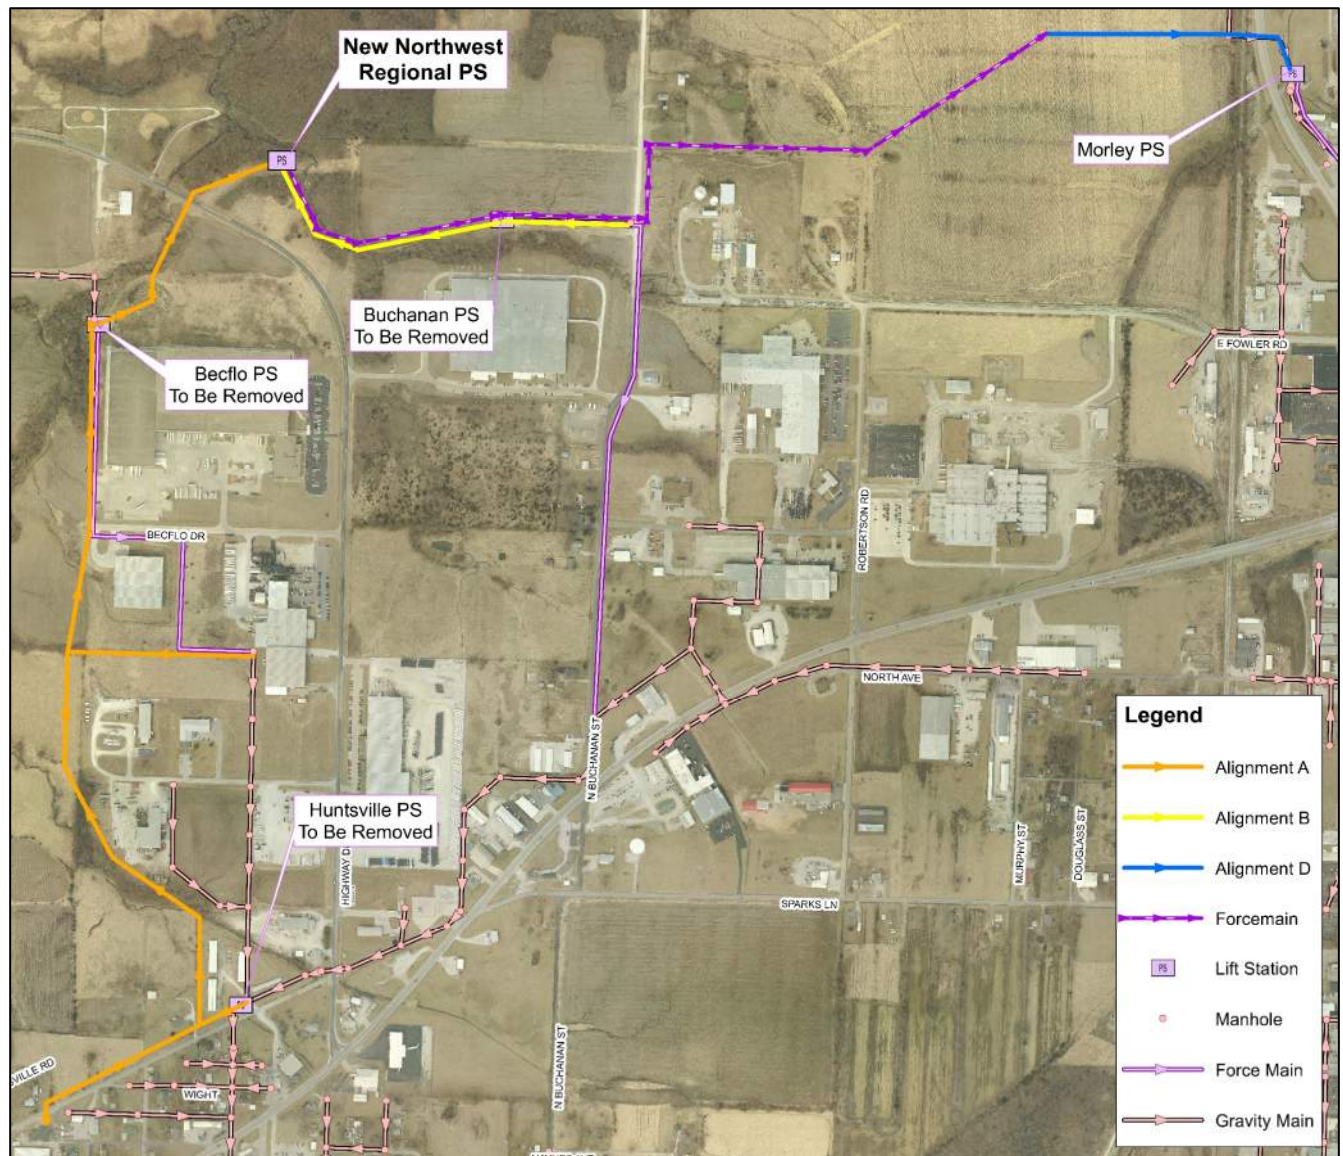 New Northwest
Regional PS
PS
PS
Morley PS
Buchanan PS
To Be Removed
E FOWLER RD
Becflo PS
To Be Removed
BECFLO DR
ROBERTSON RD
NORTH AVE
N BUCHANAN ST
Huntsville PS
To Be Removed
HIGHWAY D
MURPHY ST
DOUGLASS ST
SPARKS LN
N BUCHANAN ST
VILLE RD
WIGHT
Legend
Alignment A
Alignment B
Alignment D
Forcemain
PS
Lift Station
Manhole
Force Main
Gravity Main